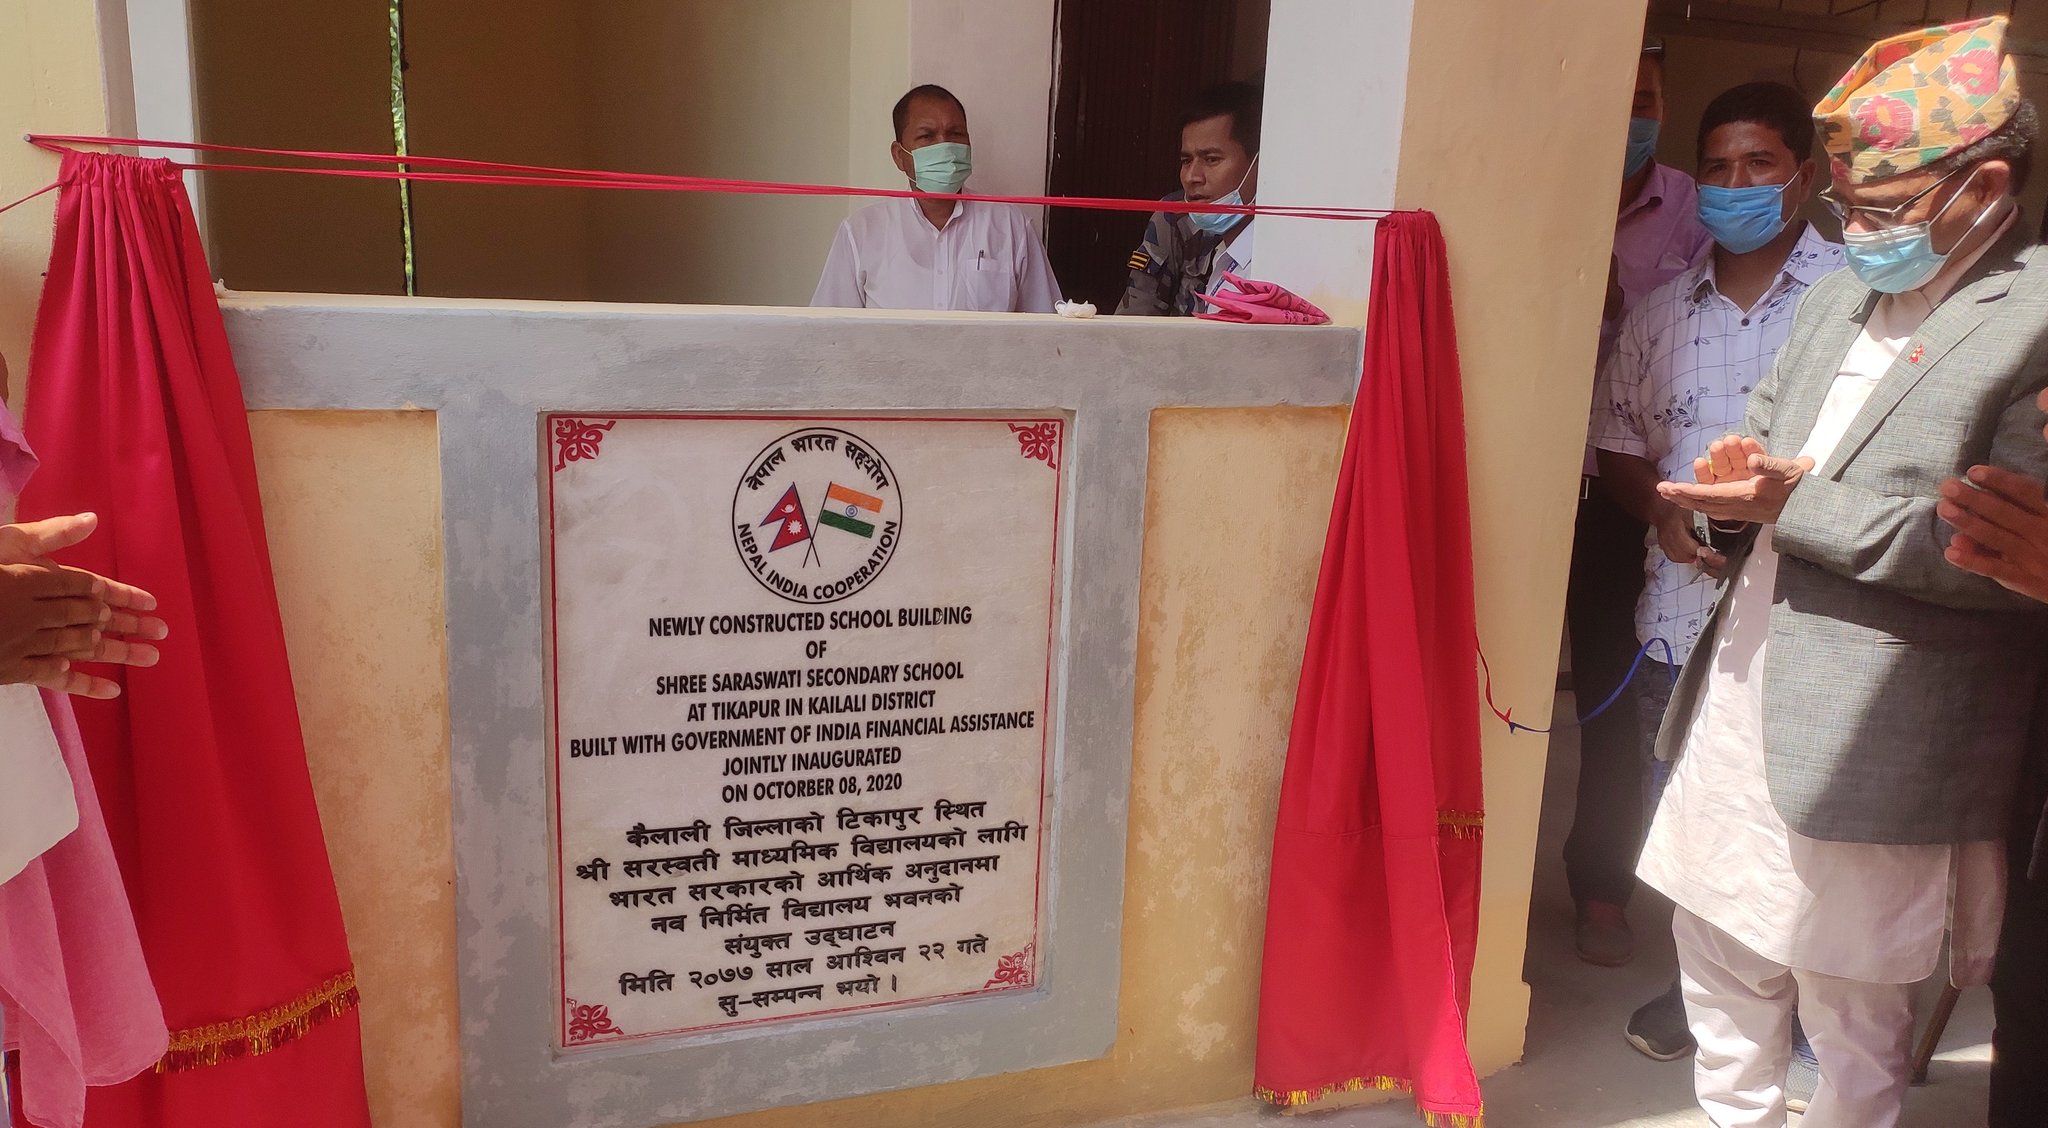 नेपाल भारत सहयोग
NEPAL INDIA COOPERATION
NEWLY CONSTRUCTED SCHOOL BUILDING
OF
SHREE SARASWATI SECONDARY SCHOOL
AT TIKAPUR IN KAILALI DISTRICT
BUILT WITH GOVERNMENT OF INDIA FINANCIAL ASSISTANCE
JOINTLY INAUGURATED
ON OCTORBER 08, 2020
कैलाली जिल्लाको टिकापुर स्थित
श्री सरस्वती माध्यमिक विद्यालयको लागि
भारत सरकारको आर्थिक अनुदानमा
नव निर्मित विद्यालय भवनको
संयुक्त उद्घाटन
मिति २०७७ साल आश्विन २२ गते
सु-सम्पन्न भयो ।